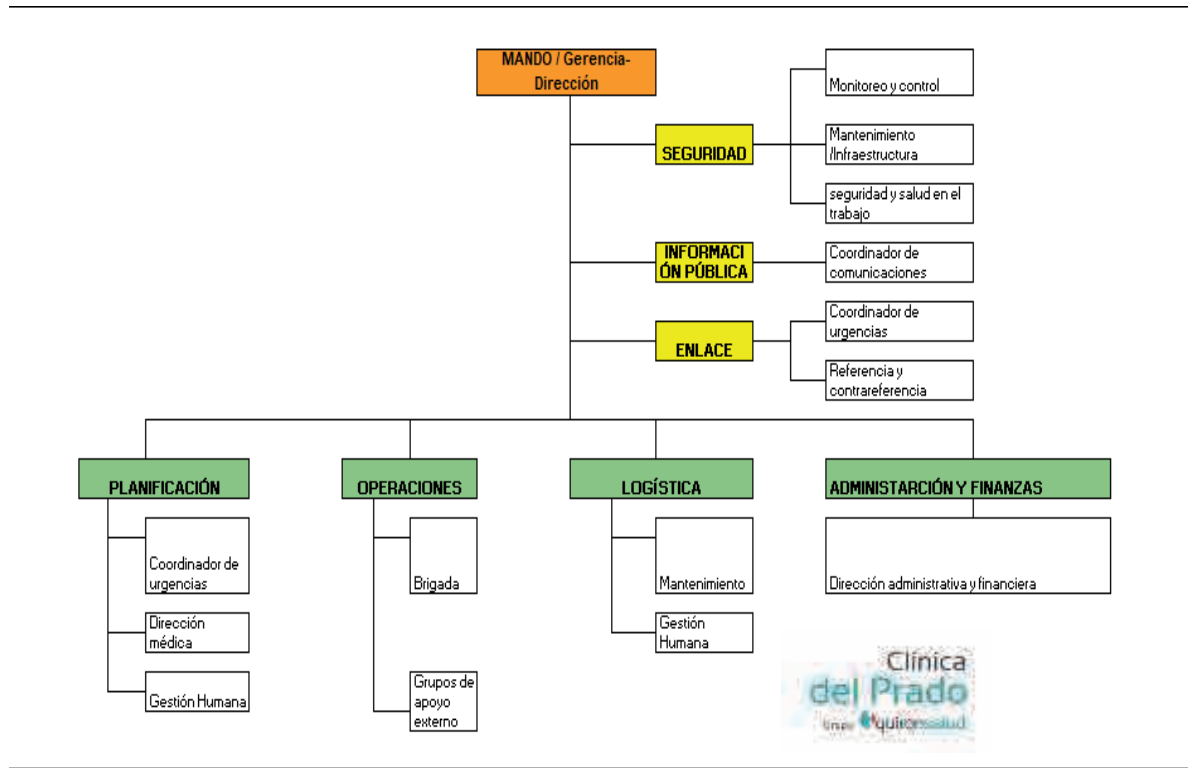 MANDO / Gerencia-
Dirección
Monitoreo y control
SEGURIDAD
Mantenimiento
/Infraestructura
seguridad y salud en el
trabajo
INFORMACI
ÓN PÚBLICA
Coordinador de
comunicaciones
ENLACE
Coordinador de
urgencias
Referencia y
contrareferencia
PLANIFICACIÓN
Coordinador de
urgencias
Dirección
médica
Gestión Humana
OPERACIONES
Brigada
Grupos de
apoyo
externo
LOGÍSTICA
Mantenimiento
Gestión
Humana
ADMINISTARCIÓN Y FINANZAS
Dirección administrativa y financiera
Clínica
del Prado
quironsalud